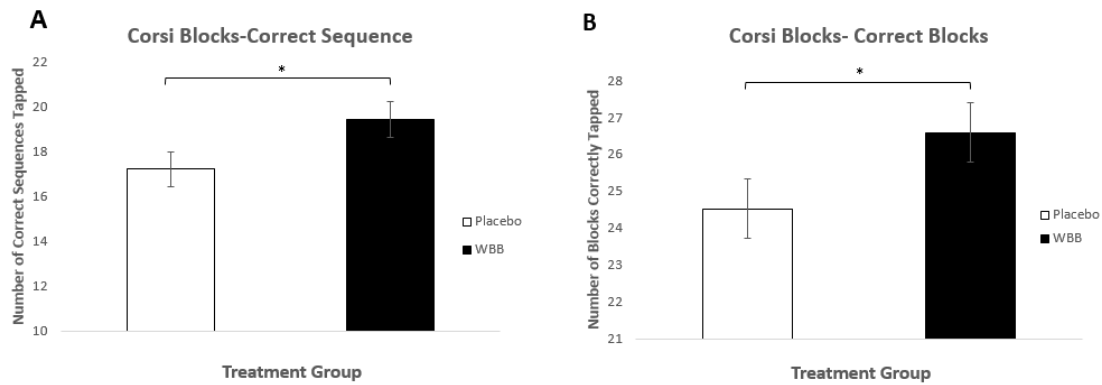 A
Corsi Blocks-Correct Sequence
Number of Correct Sequences Tapped
22
20
18
16
14
12
10
*
Placebo
WBB
Treatment Group
B
Corsi Blocks- Correct Blocks
Number of Blocks Correctly Tapped
28
27
26
25
24
23
22
21
*
Placebo
WBB
Treatment Group